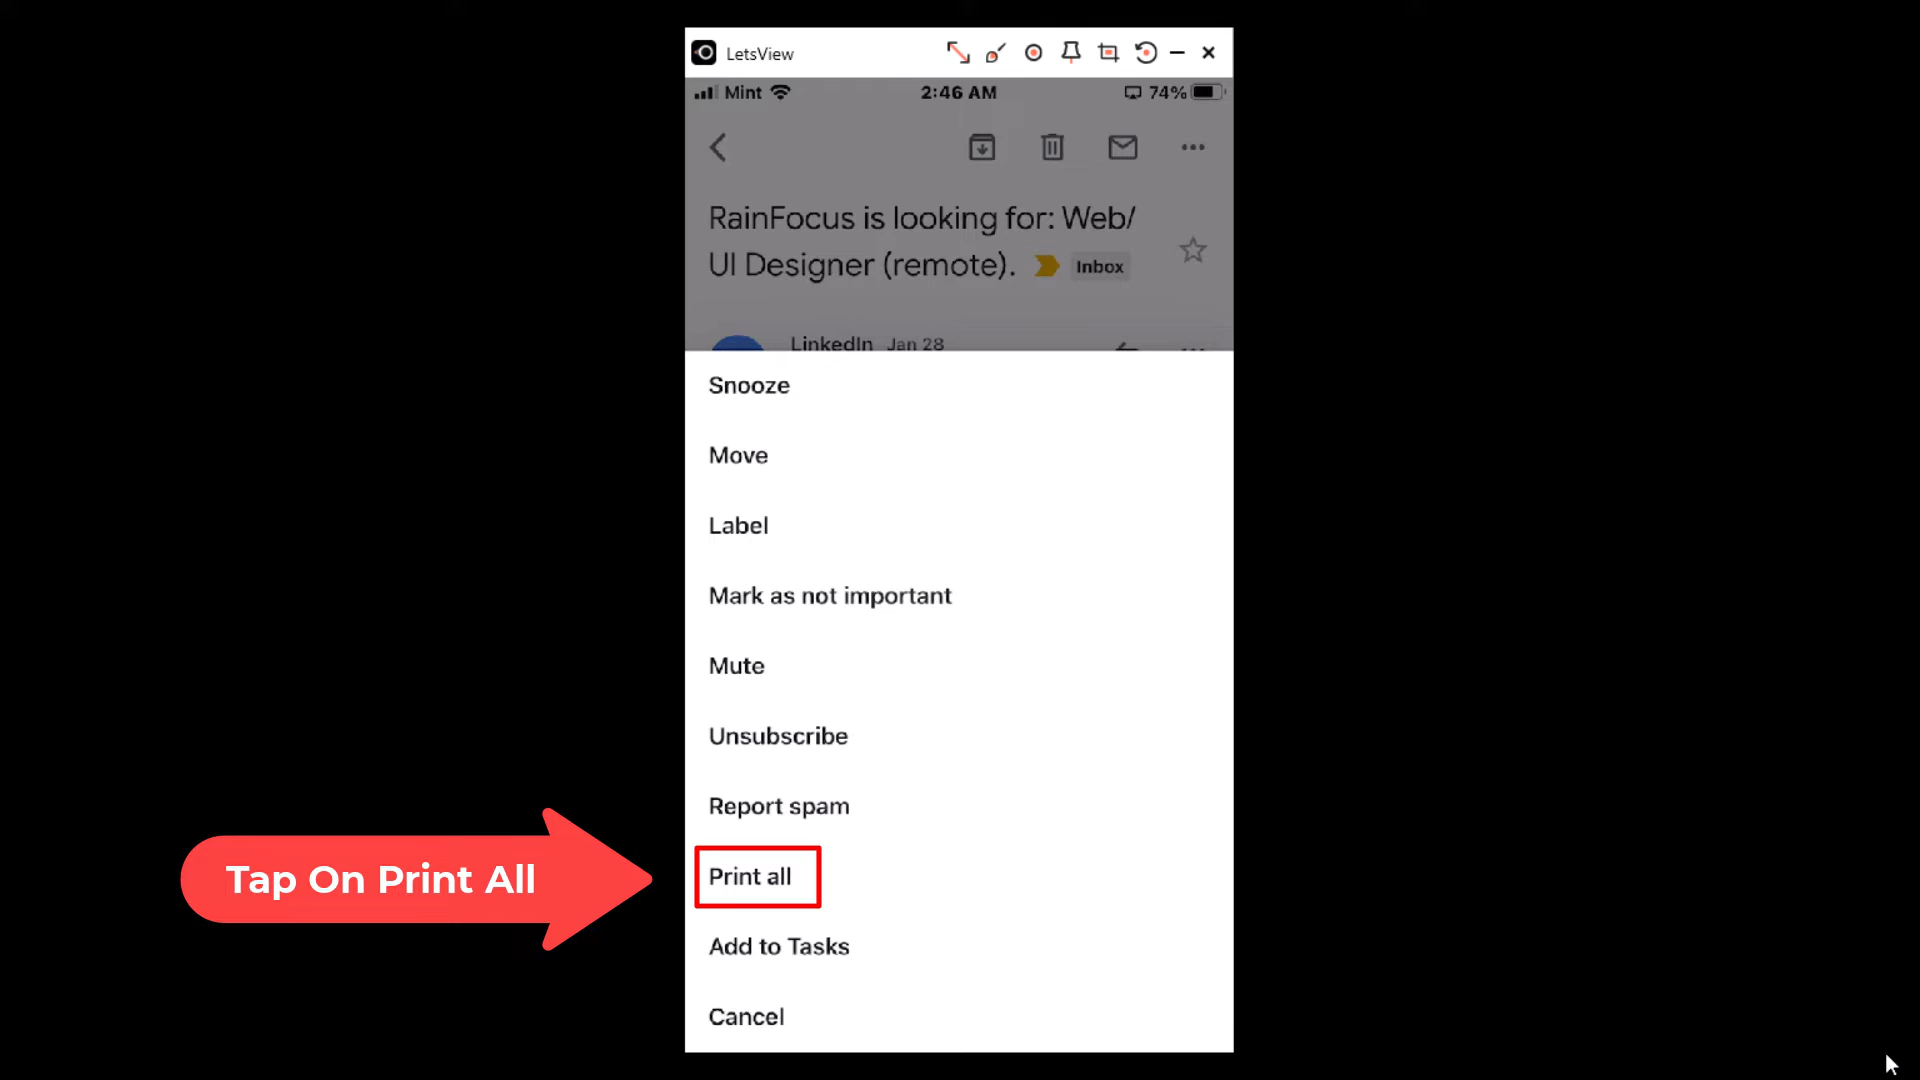 LetsView
Mint
2:46 AM
74%
RainFocus is looking for: Web/
UI Designer (remote).
Inbox
LinkedIn Jan 28
Snooze
Move
Label
Mark as not important
Mute
Unsubscribe
Report spam
Tap On Print All
Print all
Add to Tasks
Cancel